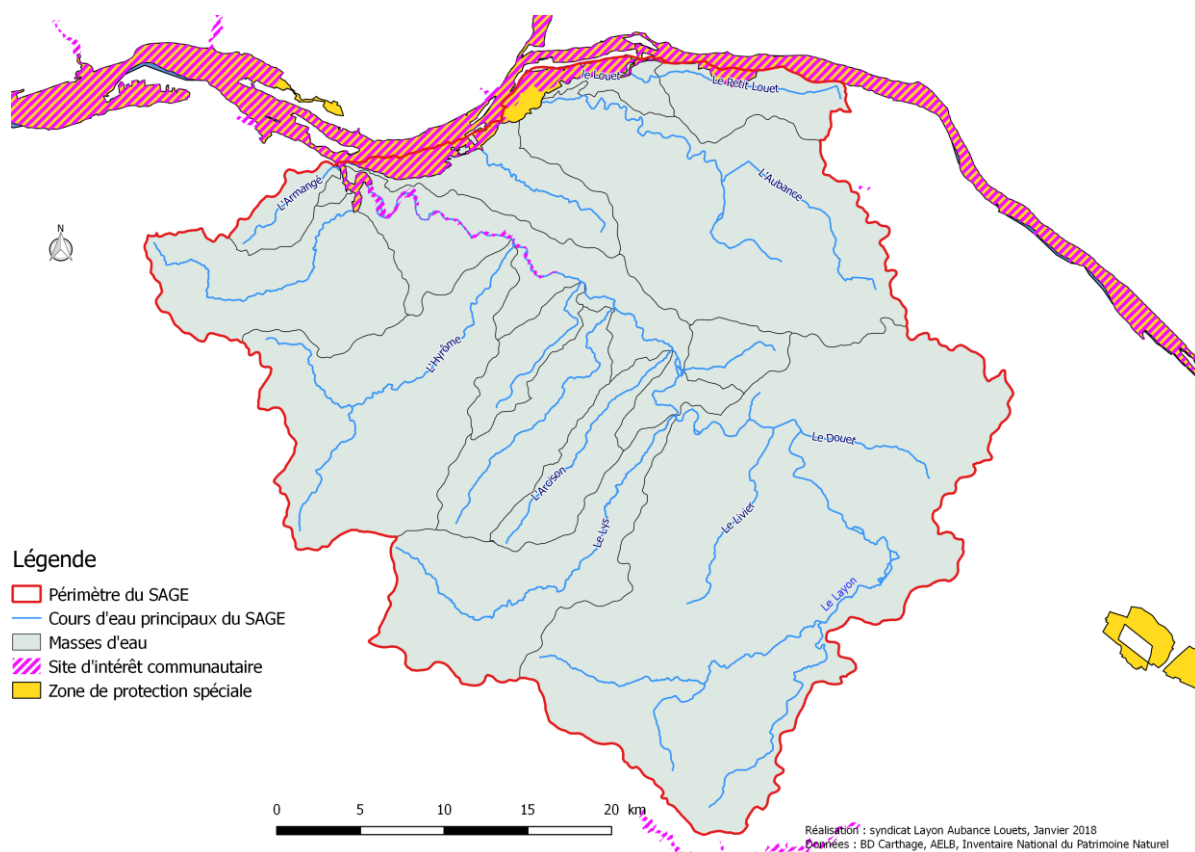 le Louet
Le Petit Louet
L'Aubance
L'Armangé
N
L'Hyrôme
Le Douet
L'Arcison
Le Lys
Le Livier
Le Layon
Légende
Périmètre du SAGE
Cours d'eau principaux du SAGE
Masses d'eau
Site d'intérêt communautaire
Zone de protection spéciale
0 5 10 15 20 km
Réalisation : syndicat Layon Aubance Louets, Janvier 2018
Données : BD Carthage, AELB, Inventaire National du Patrimoine Naturel